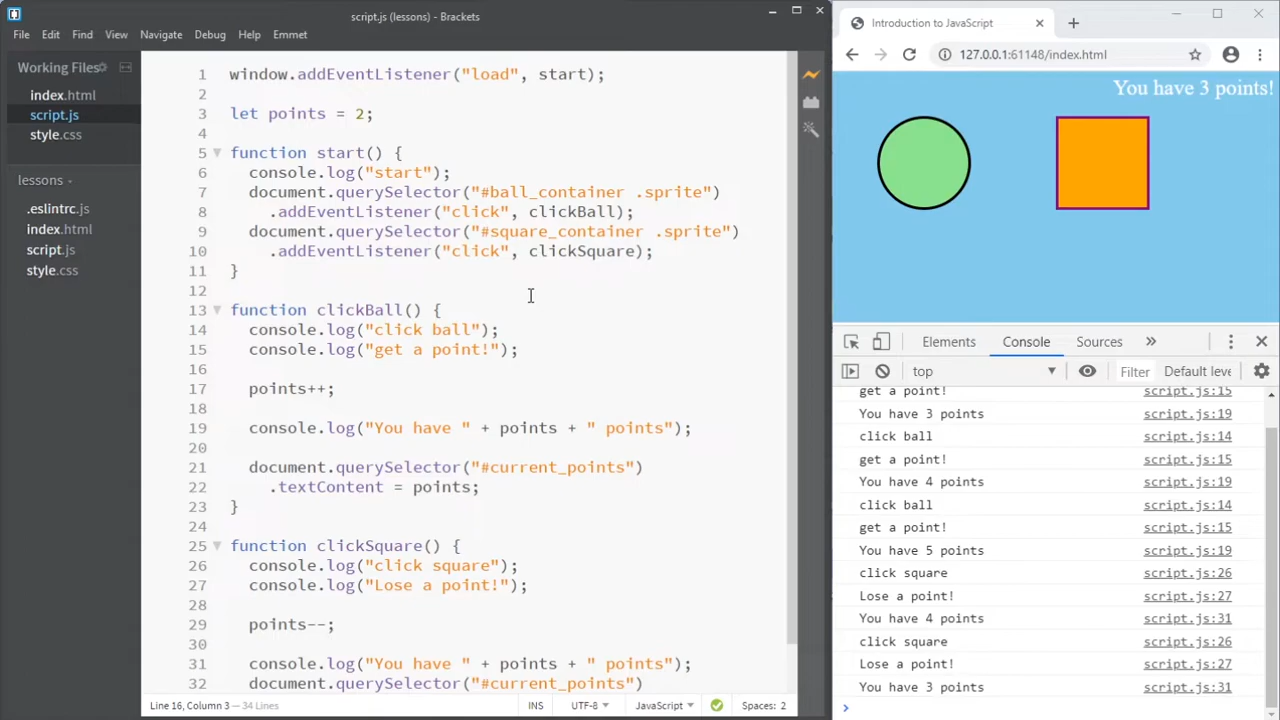 script.js (lessons) - Brackets
File Edit Find View Navigate Debug Help Emmet
Working Files
index.html
script.js
style.css
lessons
.eslintrc.js
index.html
script.js
style.css
1 window.addEventListener("load", start);
2
3 let points = 2;
4
5 function start() {
6 console.log("start");
7 document.querySelector("#ball_container .sprite")
8 .addEventListener("click", clickBall);
9 document.querySelector("#square_container .sprite")
10 .addEventListener("click", clickSquare);
11 }
12
13 function clickBall() {
14 console.log("click ball");
15 console.log("get a point!");
16
17 points++;
18
19 console.log("You have " + points + " points");
20
21 document.querySelector("#current_points")
22 .textContent = points;
23 }
24
25 function clickSquare() {
26 console.log("click square");
27 console.log("Lose a point!");
28
29 points--;
30
31 console.log("You have " + points + " points");
32 document.querySelector("#current_points")
Line 16, Column 3 — 34 Lines
INS UTF-8 JavaScript Spaces: 2
Introduction to JavaScript
127.0.0.1:61148/index.html
You have 3 points!
Elements Console Sources »
top Filter Default leve
get a point! script.js:15
You have 3 points script.js:19
click ball script.js:14
get a point! script.js:15
You have 4 points script.js:19
click ball script.js:14
get a point! script.js:15
You have 5 points script.js:19
click square script.js:26
Lose a point! script.js:27
You have 4 points script.js:31
click square script.js:26
Lose a point! script.js:27
You have 3 points script.js:31